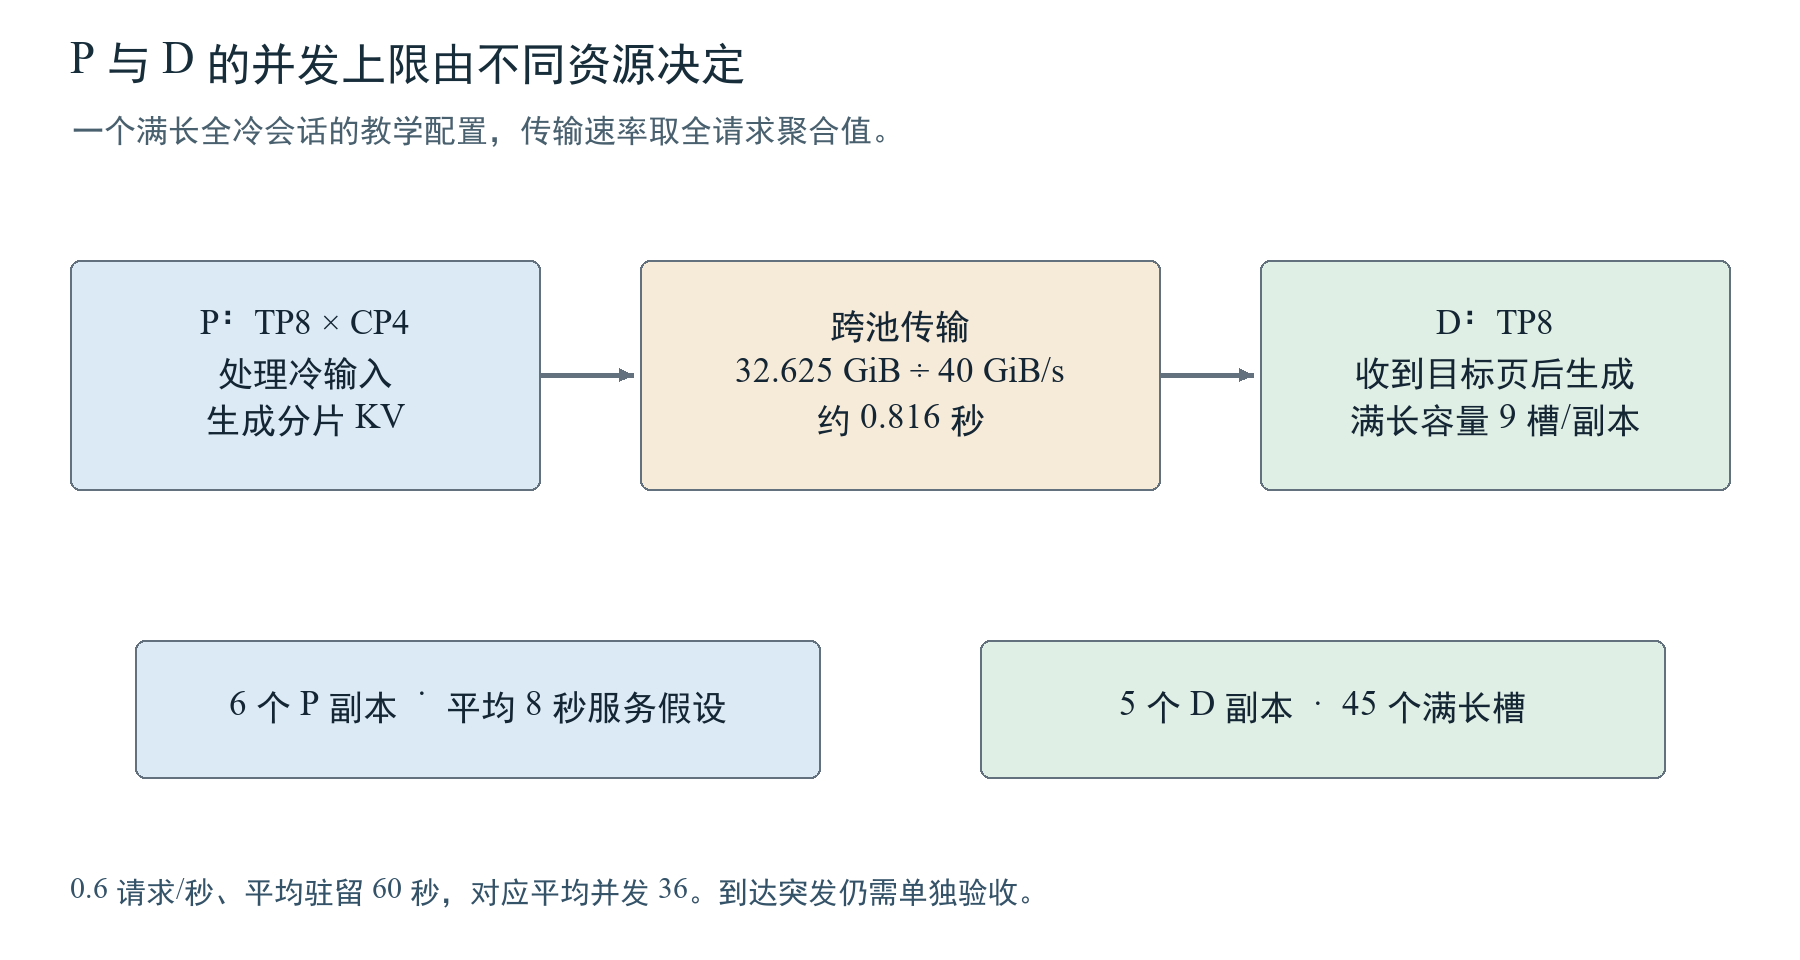 P 与 D 的并发上限由不同资源决定
一个满长全冷会话的教学配置，传输速率取全请求聚合值。
P：TP8 × CP4
处理冷输入
生成分片 KV
跨池传输
32.625 GiB ÷ 40 GiB/s
约 0.816 秒
D：TP8
收到目标页后生成
满长容量 9 槽/副本
6 个 P 副本 · 平均 8 秒服务假设
5 个 D 副本 · 45 个满长槽
0.6 请求/秒、平均驻留 60 秒，对应平均并发 36。到达突发仍需单独验收。